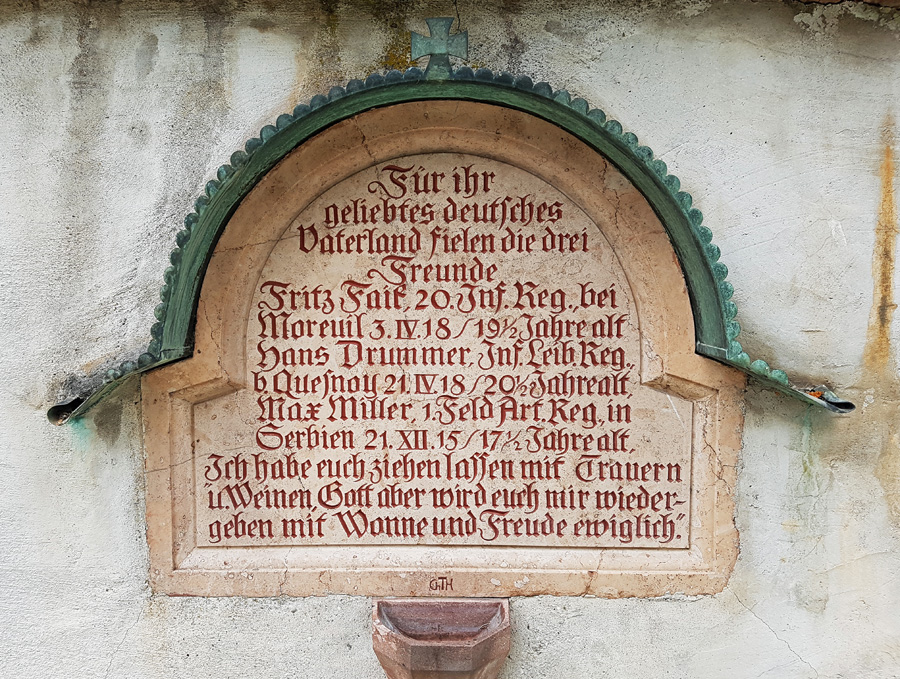 Für ihr
geliebtes deutsches
Vaterland fielen die drei
Freunde
Fritz Faik, 20. Inf. Reg., bei
Moreuil 3. IV. 18 / 19½ Jahre alt
Hans Drummer, Inf. Leib Reg.
b. Quesnoy 21. IV 18 / 20½ Jahre alt,
Max Miller, 1. Feld Art. Reg., in
Serbien 21. XII. 15 / 17½ Jahre alt.
„Ich habe euch ziehen lassen mit Trauern
u. Weinen, Gott aber wird euch mir wieder-
geben mit Wonne und Freude ewiglich.”